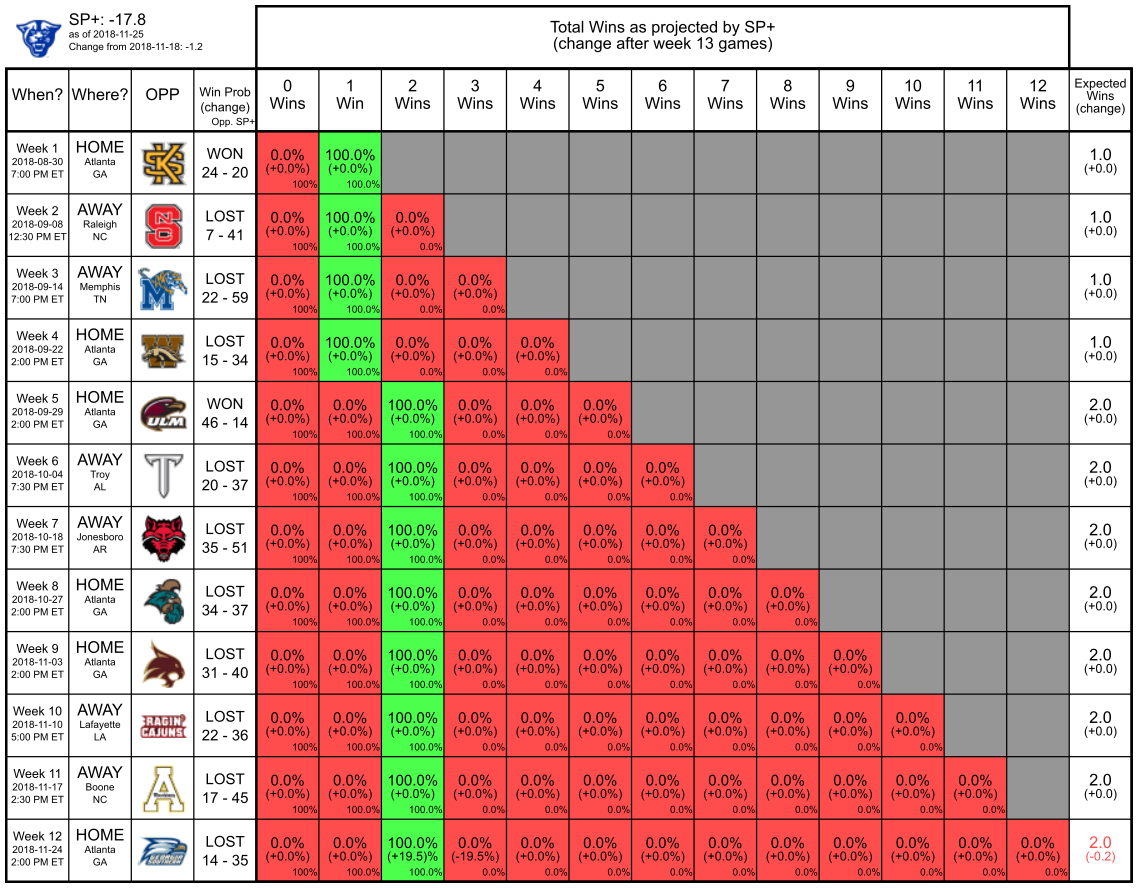 SP+: -17.8
as of 2018-11-25
Change from 2018-11-18: -1.2
Total Wins as projected by SP+
(change after week 13 games)
When? Where? OPP Win Prob
(change)
Opp. SP+
0 Wins 1 Win 2 Wins 3 Wins 4 Wins 5 Wins 6 Wins 7 Wins 8 Wins 9 Wins 10 Wins 11 Wins 12 Wins
Expected
Wins
(change)
Week 1 HOME WON 0.0% 100.0% 1.0
2018-08-30 Atlanta KS 24 - 20 (+0.0%) (+0.0%) (+0.0)
7:00 PM ET GA 100% 100.0%
Week 2 AWAY LOST 0.0% 100.0% 0.0% 1.0
2018-09-08 Raleigh NCS 7 - 41 (+0.0%) (+0.0%) (+0.0%) (+0.0)
12:30 PM ET NC 100% 100.0% 0.0%
Week 3 AWAY LOST 0.0% 100.0% 0.0% 0.0% 1.0
2018-09-14 Memphis M 22 - 59 (+0.0%) (+0.0%) (+0.0%) (+0.0%) (+0.0)
7:00 PM ET TN 100% 100.0% 0.0% 0.0%
Week 4 HOME LOST 0.0% 100.0% 0.0% 0.0% 0.0% 1.0
2018-09-22 Atlanta W 15 - 34 (+0.0%) (+0.0%) (+0.0%) (+0.0%) (+0.0%) (+0.0)
2:00 PM ET GA 100% 100.0% 0.0% 0.0% 0.0%
Week 5 HOME WON 0.0% 0.0% 100.0% 0.0% 0.0% 0.0% 2.0
2018-09-29 Atlanta ULM 46 - 14 (+0.0%) (+0.0%) (+0.0%) (+0.0%) (+0.0%) (+0.0%) (+0.0)
2:00 PM ET GA 100% 100.0% 100.0% 0.0% 0.0% 0.0%
Week 6 AWAY LOST 0.0% 0.0% 100.0% 0.0% 0.0% 0.0% 0.0% 2.0
2018-10-04 Troy T 20 - 37 (+0.0%) (+0.0%) (+0.0%) (+0.0%) (+0.0%) (+0.0%) (+0.0%) (+0.0)
7:30 PM ET AL 100% 100.0% 100.0% 0.0% 0.0% 0.0% 0.0%
Week 7 AWAY LOST 0.0% 0.0% 100.0% 0.0% 0.0% 0.0% 0.0% 0.0% 2.0
2018-10-18 Jonesboro 35 - 51 (+0.0%) (+0.0%) (+0.0%) (+0.0%) (+0.0%) (+0.0%) (+0.0%) (+0.0%) (+0.0)
7:30 PM ET AR 100% 100.0% 100.0% 0.0% 0.0% 0.0% 0.0% 0.0%
Week 8 HOME LOST 0.0% 0.0% 100.0% 0.0% 0.0% 0.0% 0.0% 0.0% 0.0% 2.0
2018-10-27 Atlanta 34 - 37 (+0.0%) (+0.0%) (+0.0%) (+0.0%) (+0.0%) (+0.0%) (+0.0%) (+0.0%) (+0.0%) (+0.0)
2:00 PM ET GA 100% 100.0% 100.0% 0.0% 0.0% 0.0% 0.0% 0.0% 0.0%
Week 9 HOME LOST 0.0% 0.0% 100.0% 0.0% 0.0% 0.0% 0.0% 0.0% 0.0% 0.0% 2.0
2018-11-03 Atlanta 31 - 40 (+0.0%) (+0.0%) (+0.0%) (+0.0%) (+0.0%) (+0.0%) (+0.0%) (+0.0%) (+0.0%) (+0.0%) (+0.0)
2:00 PM ET GA 100% 100.0% 100.0% 0.0% 0.0% 0.0% 0.0% 0.0% 0.0% 0.0%
Week 10 AWAY LOST 0.0% 0.0% 100.0% 0.0% 0.0% 0.0% 0.0% 0.0% 0.0% 0.0% 0.0% 2.0
2018-11-10 Lafayette RAGIN' CAJUNS 22 - 36 (+0.0%) (+0.0%) (+0.0%) (+0.0%) (+0.0%) (+0.0%) (+0.0%) (+0.0%) (+0.0%) (+0.0%) (+0.0%) (+0.0)
5:00 PM ET LA 100% 100.0% 100.0% 0.0% 0.0% 0.0% 0.0% 0.0% 0.0% 0.0% 0.0%
Week 11 AWAY LOST 0.0% 0.0% 100.0% 0.0% 0.0% 0.0% 0.0% 0.0% 0.0% 0.0% 0.0% 0.0% 2.0
2018-11-17 Boone A 17 - 45 (+0.0%) (+0.0%) (+0.0%) (+0.0%) (+0.0%) (+0.0%) (+0.0%) (+0.0%) (+0.0%) (+0.0%) (+0.0%) (+0.0%) (+0.0)
2:30 PM ET NC 100% 100.0% 100.0% 0.0% 0.0% 0.0% 0.0% 0.0% 0.0% 0.0% 0.0% 0.0%
Week 12 HOME LOST 0.0% 0.0% 100.0% 0.0% 0.0% 0.0% 0.0% 0.0% 0.0% 0.0% 0.0% 0.0% 0.0% 2.0
2018-11-24 Atlanta 14 - 35 (+0.0%) (+0.0%) (+19.5)% (-19.5%) (+0.0%) (+0.0%) (+0.0%) (+0.0%) (+0.0%) (+0.0%) (+0.0%) (+0.0%) (+0.0%) (-0.2)
2:00 PM ET GA 100% 100.0% 100.0% 0.0% 0.0% 0.0% 0.0% 0.0% 0.0% 0.0% 0.0% 0.0% 0.0%